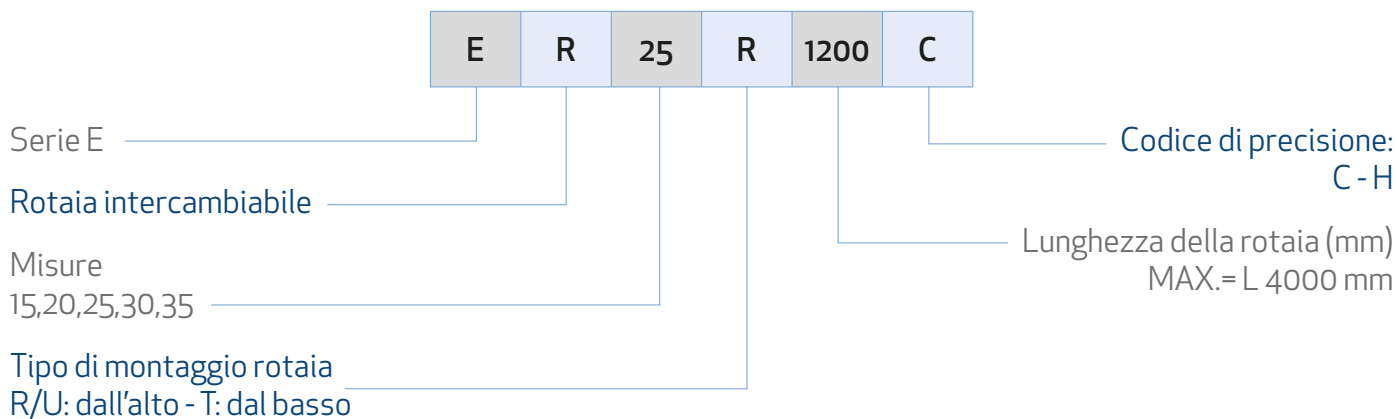 E R 25 R 1200 C
Serie E
Rotaia intercambiabile
Misure
15,20,25,30,35
Tipo di montaggio rotaia
R/U: dall'alto - T: dal basso
Codice di precisione:
C - H
Lunghezza della rotaia (mm)
MAX.= L 4000 mm